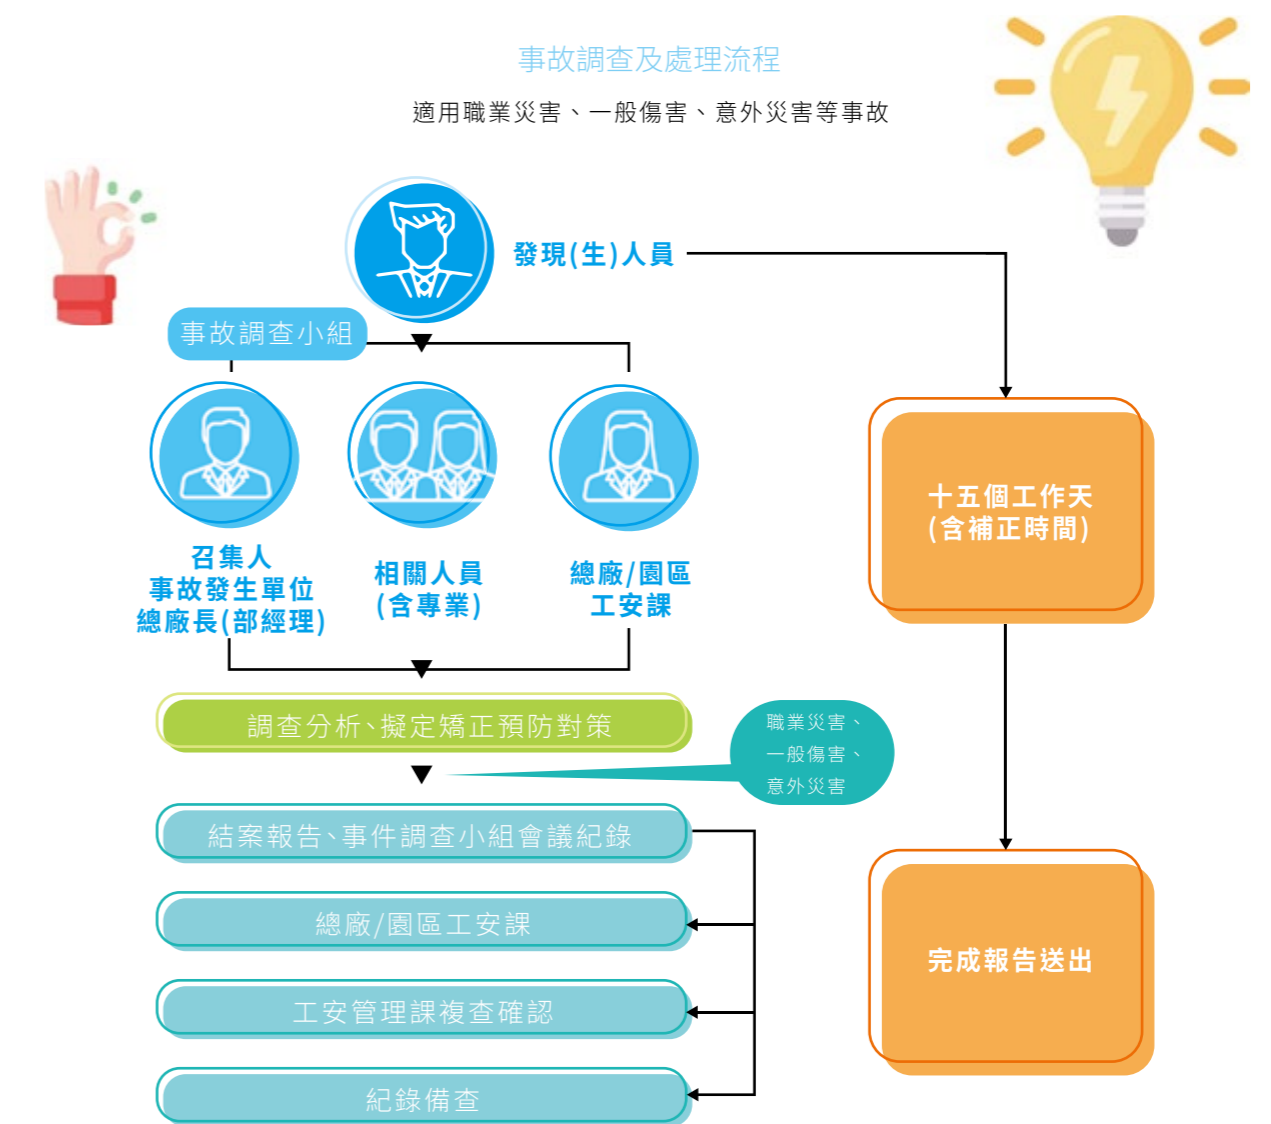 事故調查及處理流程
適用職業災害、一般傷害、意外災害等事故
發現(生)人員
事故調查小組
召集人
事故發生單位
總廠長(部經理)
相關人員
(含專業)
總廠/園區
工安課
十五個工作天
(含補正時間)
調查分析、擬定矯正預防對策
職業災害、
一般傷害、
意外災害
結案報告、事件調查小組會議紀錄
總廠/園區工安課
工安管理課複查確認
紀錄備查
完成報告送出